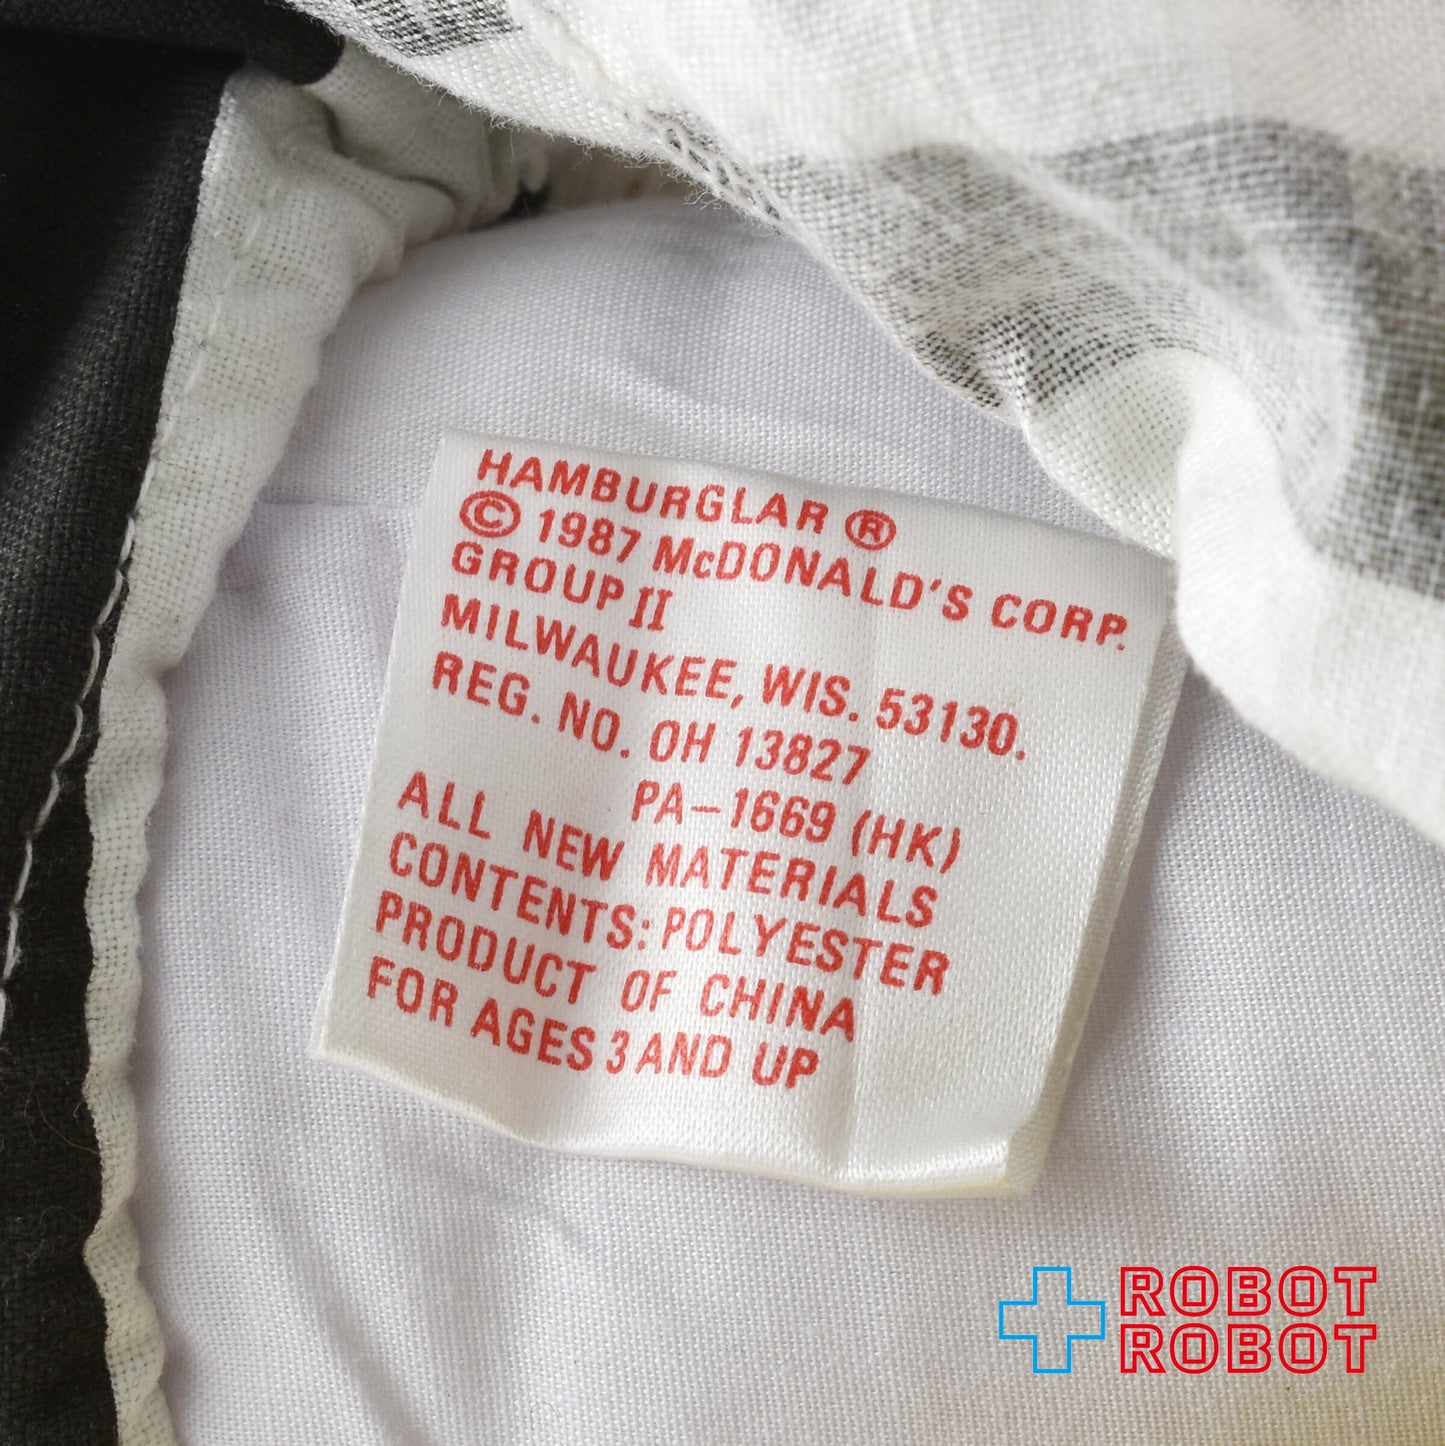 HAMBURGLAR ®
© 1987 McDONALD'S CORP.
GROUP II
MILWAUKEE, WIS. 53130.
REG. NO. OH 13827
PA-1669 (HK)
ALL NEW MATERIALS
CONTENTS: POLYESTER
PRODUCT OF CHINA
FOR AGES 3 AND UP
ROBOT
ROBOT